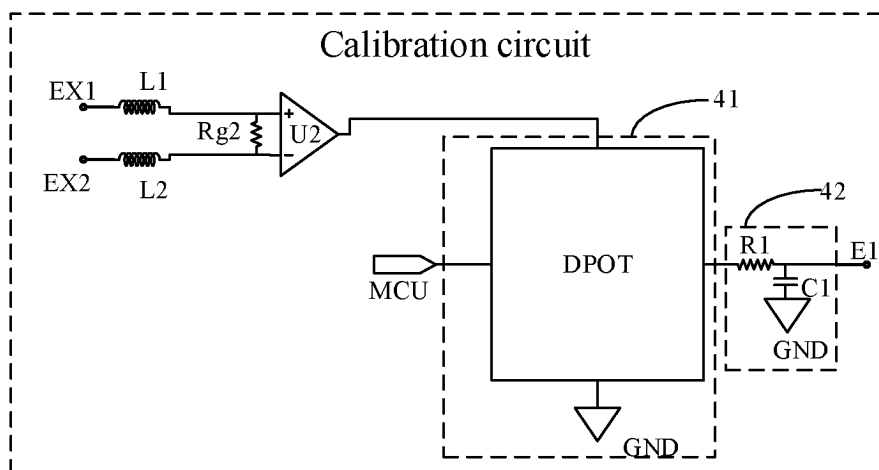 Calibration circuit
EX1
L1
41
Rg2
+
U2
-
EX2
L2
42
R1
E1
DPOT
MCU
C1
GND
GND